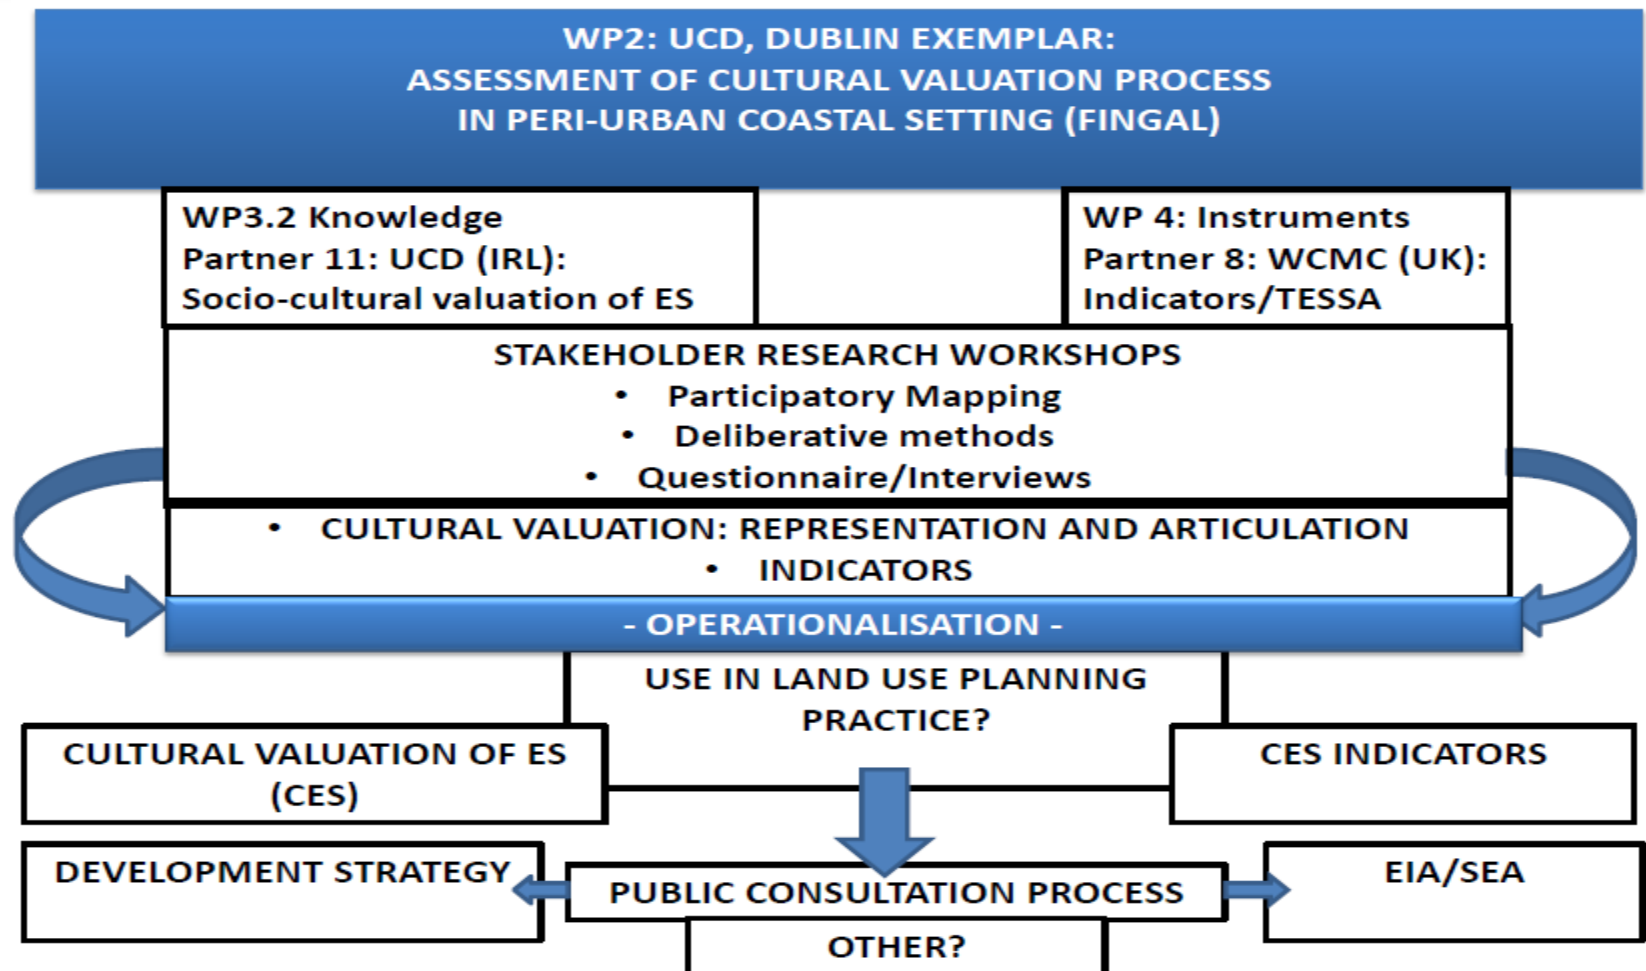 WP2: UCD, DUBLIN EXEMPLAR:
ASSESSMENT OF CULTURAL VALUATION PROCESS
IN PERI-URBAN COASTAL SETTING (FINGAL)
WP3.2 Knowledge
Partner 11: UCD (IRL):
Socio-cultural valuation of ES
WP 4: Instruments
Partner 8: WCMC (UK):
Indicators/TESSA
STAKEHOLDER RESEARCH WORKSHOPS
• Participatory Mapping
• Deliberative methods
• Questionnaire/Interviews
• CULTURAL VALUATION: REPRESENTATION AND ARTICULATION
• INDICATORS
- OPERATIONALISATION -
USE IN LAND USE PLANNING
PRACTICE?
CULTURAL VALUATION OF ES
(CES)
CES INDICATORS
DEVELOPMENT STRATEGY
PUBLIC CONSULTATION PROCESS
EIA/SEA
OTHER?